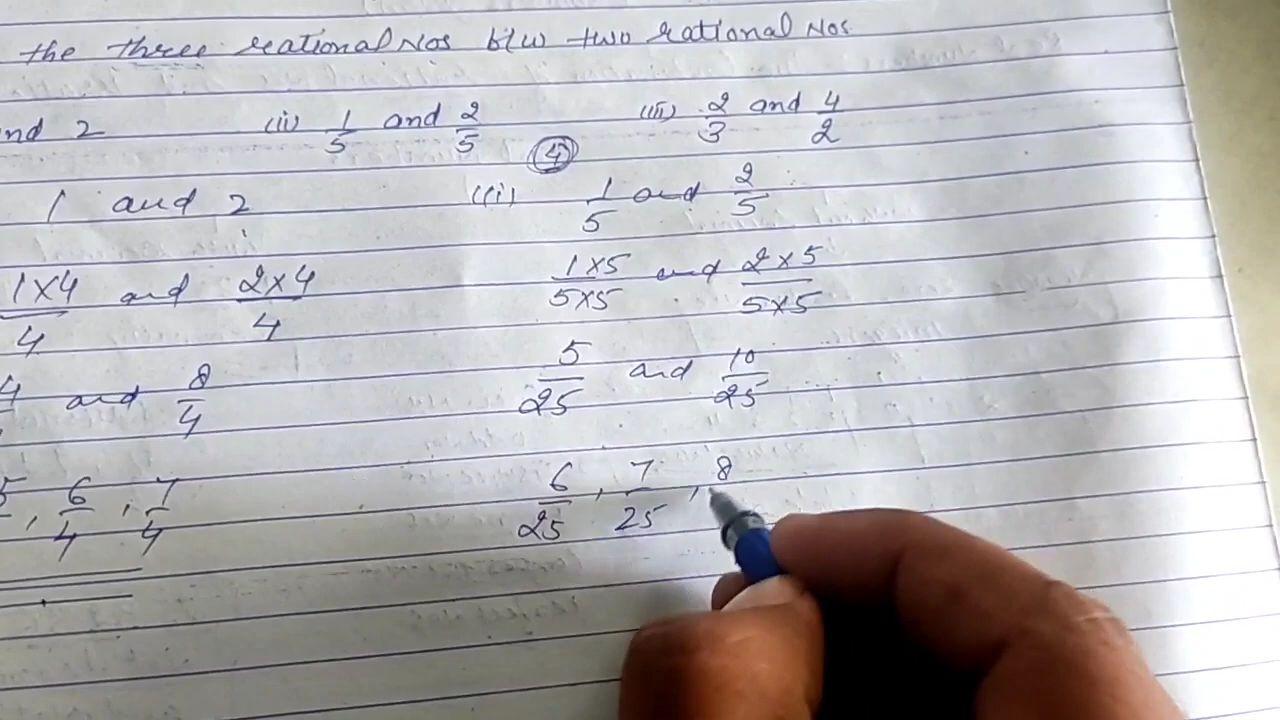 the three rational Nos b/w two rational Nos
nd 2 (ii) 1/5 and 2/5 (iii) 2/3 and 4/2
④
1 and 2 (ii) 1/5 and 2/5
1×4/4 and 2×4/4 1×5/5×5 and 2×5/5×5
4 and 8/4 5/25 and 10/25
5, 6/4, 7/4 6/25, 7/25, 8